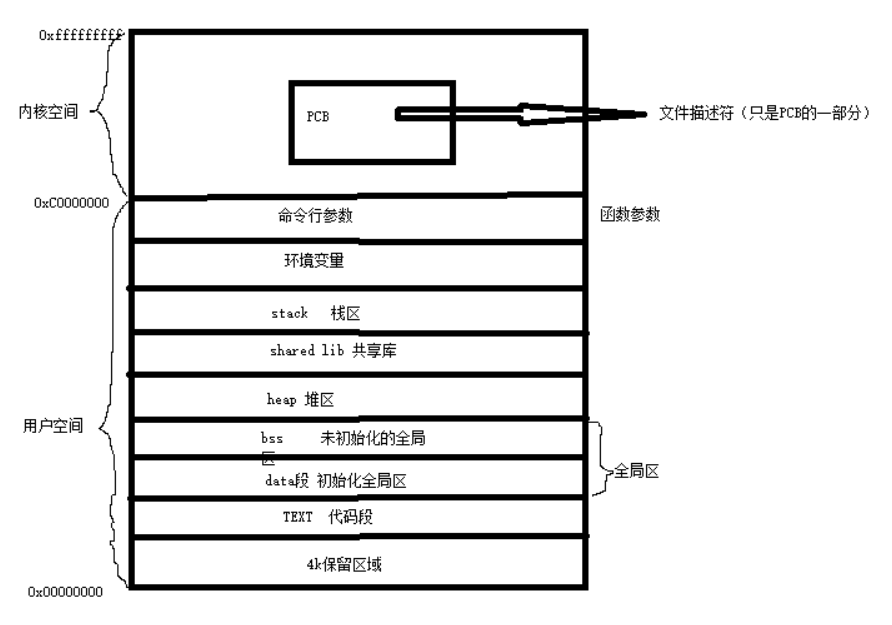 0xfffffffff
内核空间
PCB
文件描述符（只是PCB的一部分）
0xC0000000
命令行参数
函数参数
环境变量
stack 栈区
shared lib 共享库
heap 堆区
用户空间
bss 未初始化的全局
区
全局区
data段 初始化全局区
TEXT 代码段
4k保留区域
0x00000000